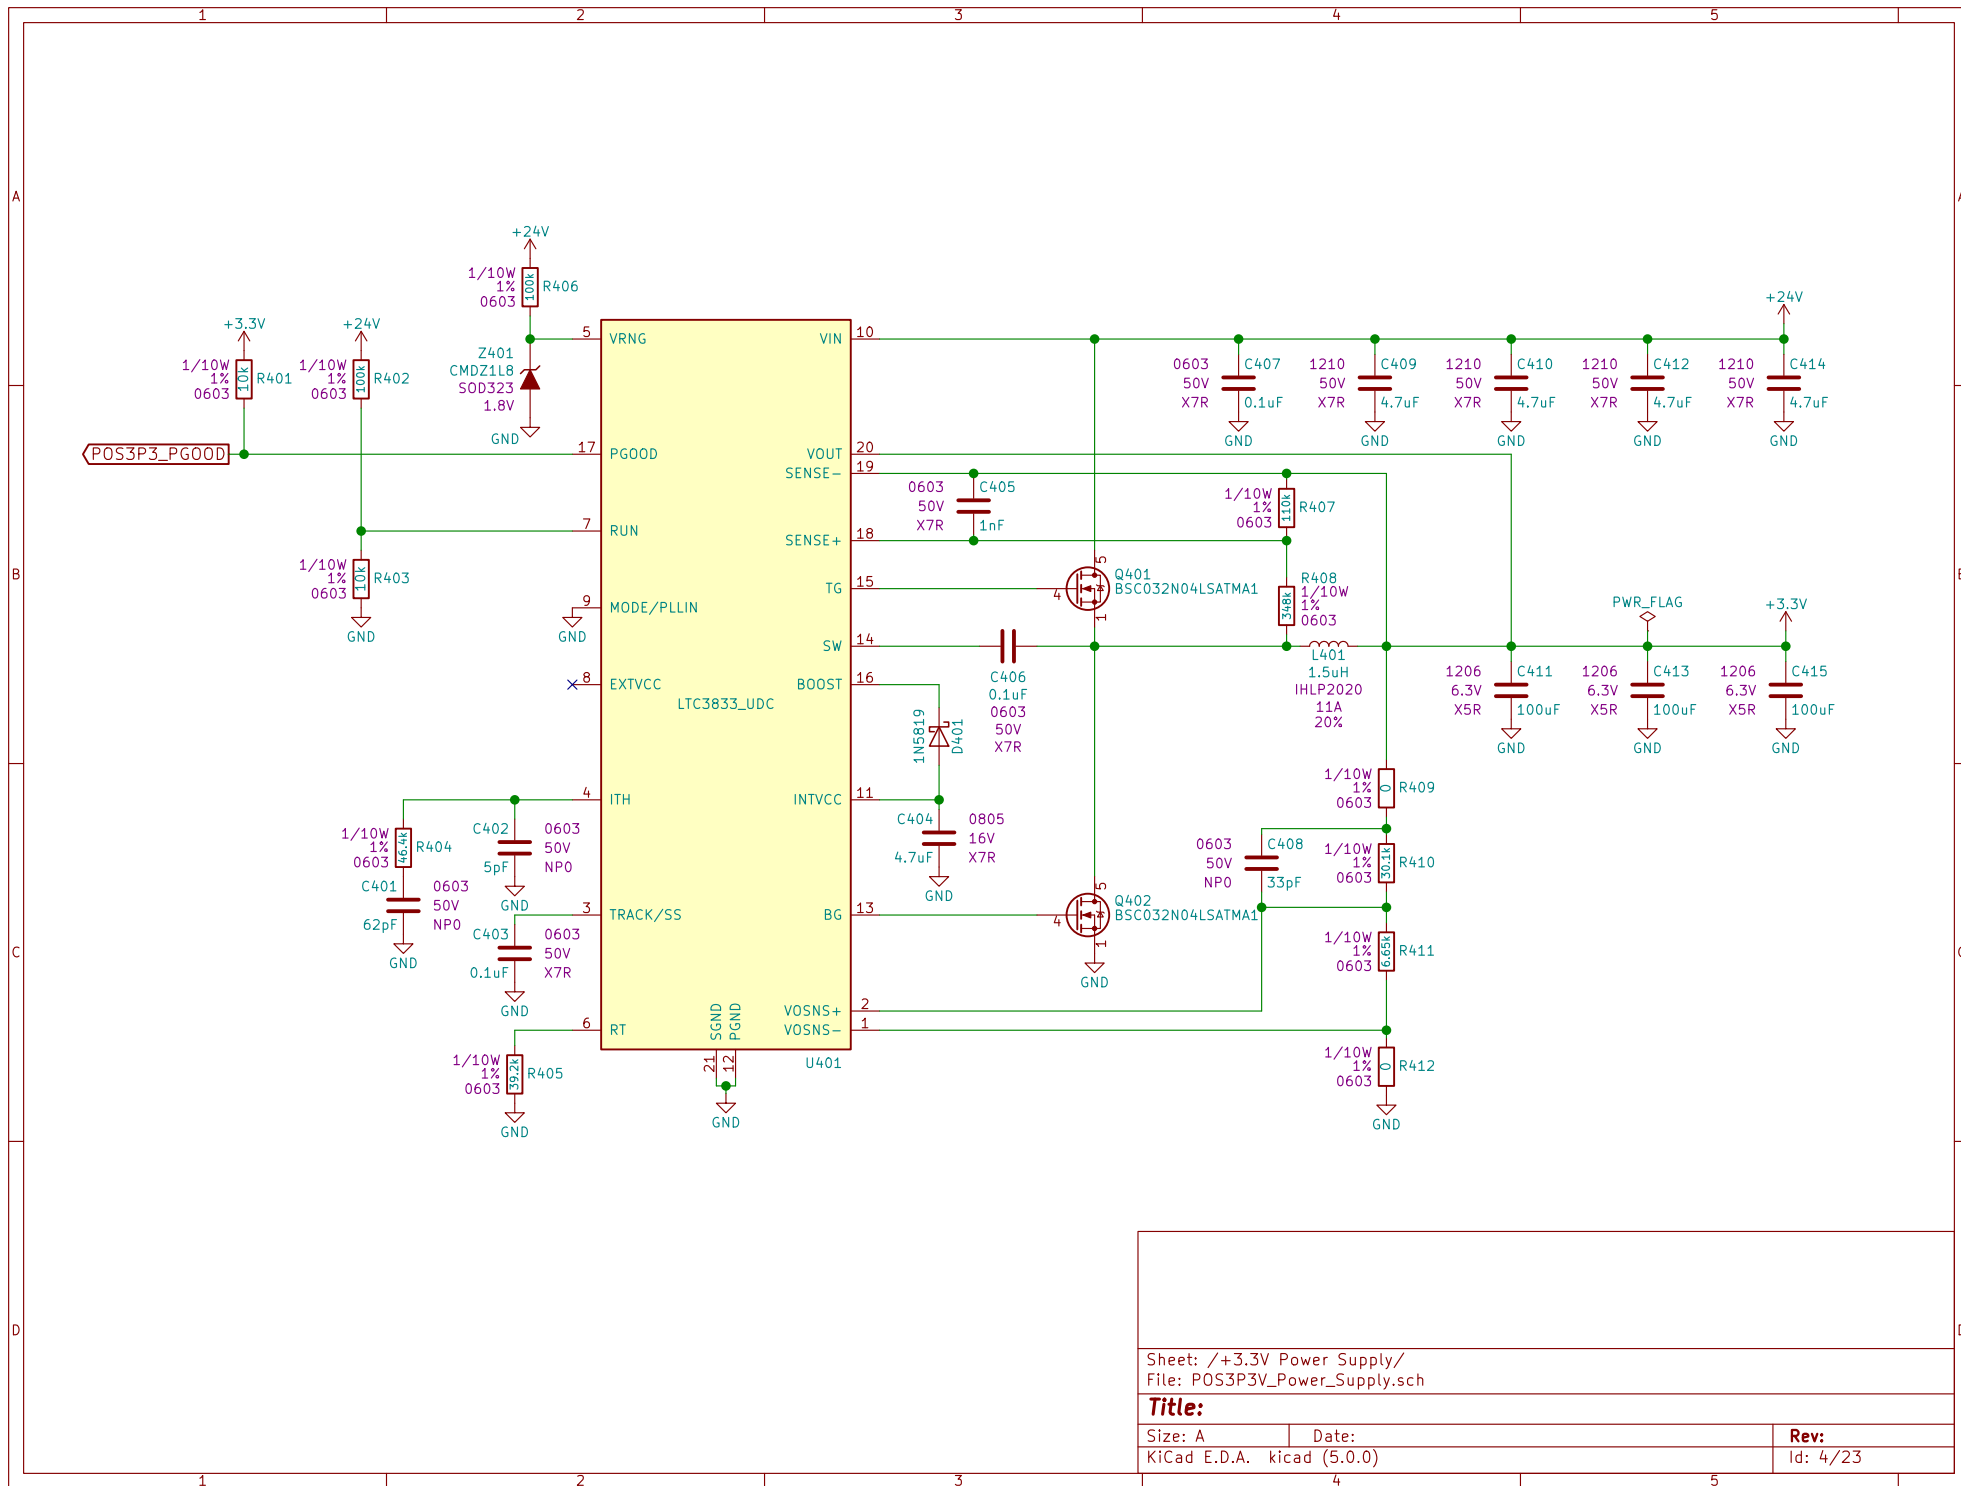 1 2 3 4 5
A
A
+24V
1/10W
1%
0603
100k
R406
+3.3V
1/10W
1%
0603
10k
R401
+24V
1/10W
1%
0603
100k
R402
Z401
CMDZ1L8
SOD323
1.8V
GND
POS3P3_PGOOD
B
1/10W
1%
0603
10k
R403
GND
GND
5 VRNG
17 PGOOD
7 RUN
9 MODE/PLLIN
8 EXTVCC
4 ITH
3 TRACK/SS
6 RT
LTC3833_UDC
VIN 10
VOUT 20
SENSE- 19
SENSE+ 18
TG 15
SW 14
BOOST 16
INTVCC 11
BG 13
VOSNS+ 2
VOSNS- 1
SGND
PGND
21
12
U401
GND
+24V
0603
50V
X7R
C407
0.1uF
GND
1210
50V
X7R
C409
4.7uF
GND
1210
50V
X7R
C410
4.7uF
GND
1210
50V
X7R
C412
4.7uF
GND
1210
50V
X7R
C414
4.7uF
GND
0603
50V
X7R
C405
1nF
1/10W
1%
0603
110k
R407
5
Q401
BSC032N04LSATMA1
4
1
R408
1/10W
1%
0603
348k
PWR_FLAG
+3.3V
C406
0.1uF
0603
50V
X7R
L401
1.5uH
IHLP2020
11A
20%
1206
6.3V
X5R
C411
100uF
GND
1206
6.3V
X5R
C413
100uF
GND
1206
6.3V
X5R
C415
100uF
GND
1N5819
D401
C404
4.7uF
0805
16V
X7R
GND
1/10W
1%
0603
0
R409
0603
50V
NP0
C408
33pF
1/10W
1%
0603
30.1k
R410
5
Q402
BSC032N04LSATMA1
4
1
GND
1/10W
1%
0603
6.65k
R411
1/10W
1%
0603
0
R412
GND
1/10W
1%
0603
46.4k
R404
C402
5pF
0603
50V
NP0
GND
C401
62pF
0603
50V
NP0
GND
C
C403
0.1uF
0603
50V
X7R
GND
1/10W
1%
0603
39.2k
R405
GND
D
Sheet: /+3.3V Power Supply/
File: POS3P3V_Power_Supply.sch
Title:
Size: A Date: Rev:
KiCad E.D.A. kicad (5.0.0) Id: 4/23
1 2 3 4 5